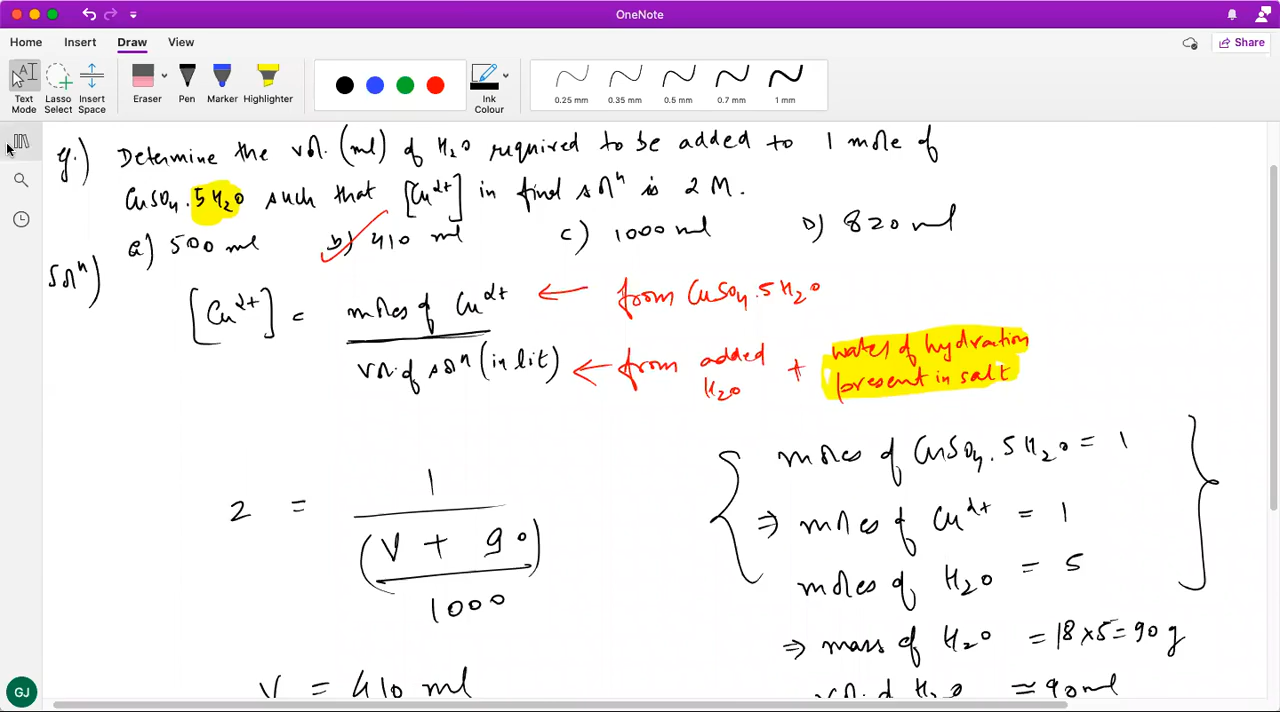 OneNote
Home Insert Draw View
Share
Text Mode
Lasso Select
Insert Space
Eraser
Pen
Marker
Highlighter
Ink Colour
0.25 mm 0.35 mm 0.5 mm 0.7 mm 1 mm
Determine the vol. (ml) of H2O required to be added to 1 mole of
CuSO4.5H2O such that [Cu2+] in final soln is 2 M.
a) 500 ml b) 410 ml c) 1000 ml D) 820 ml
Soln)
[Cu2+] = moles of Cu2+ ← from CuSO4.5H2O
vol. of soln (in lit) ← from added H2O + water of hydration present in salt
2 = 1
(V + 90)
1000
V = 410 ml
moles of CuSO4.5H2O = 1
⇒ moles of Cu2+ = 1
moles of H2O = 5
⇒ mass of H2O = 18×5=90 g
vol. of H2O ≈ 90 ml
GJ